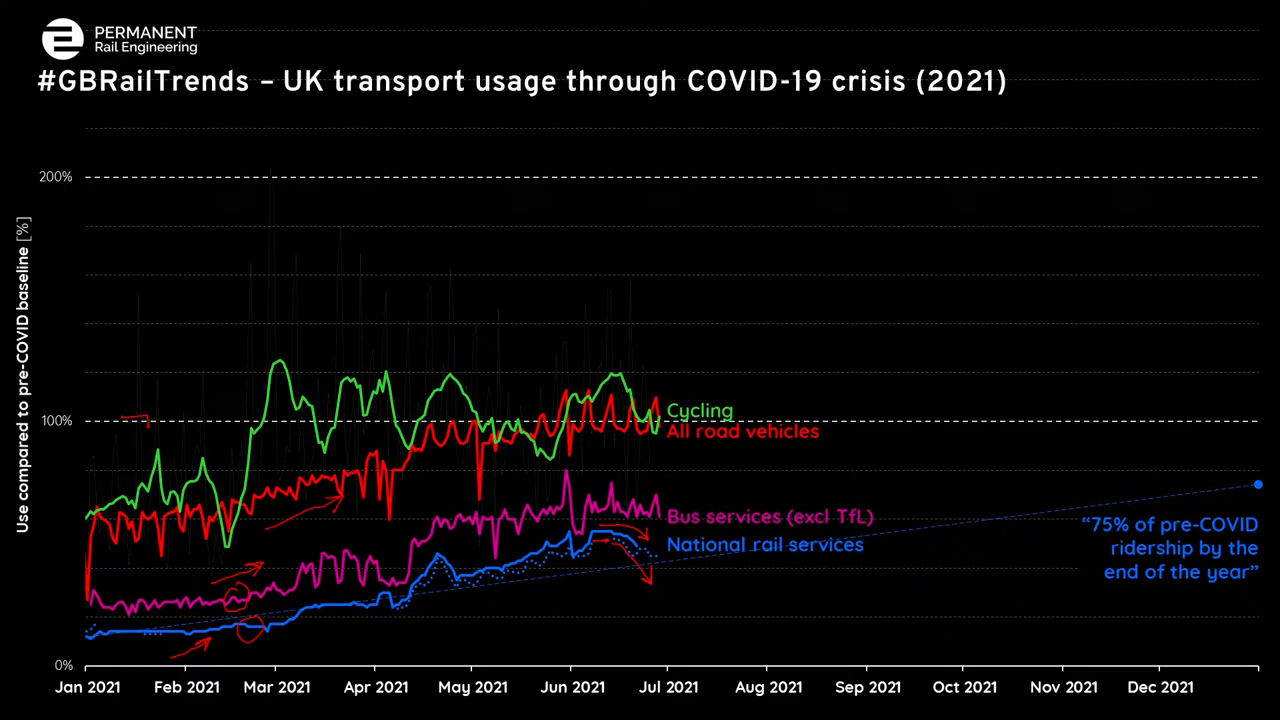 PERMANENT
Rail Engineering
#GBRailTrends – UK transport usage through COVID-19 crisis (2021)
Use compared to pre-COVID baseline [%]
200%
100%
0%
Cycling
All road vehicles
Bus services (excl TfL)
National rail services
“75% of pre-COVID
ridership by the
end of the year”
Jan 2021 Feb 2021 Mar 2021 Apr 2021 May 2021 Jun 2021 Jul 2021 Aug 2021 Sep 2021 Oct 2021 Nov 2021 Dec 2021